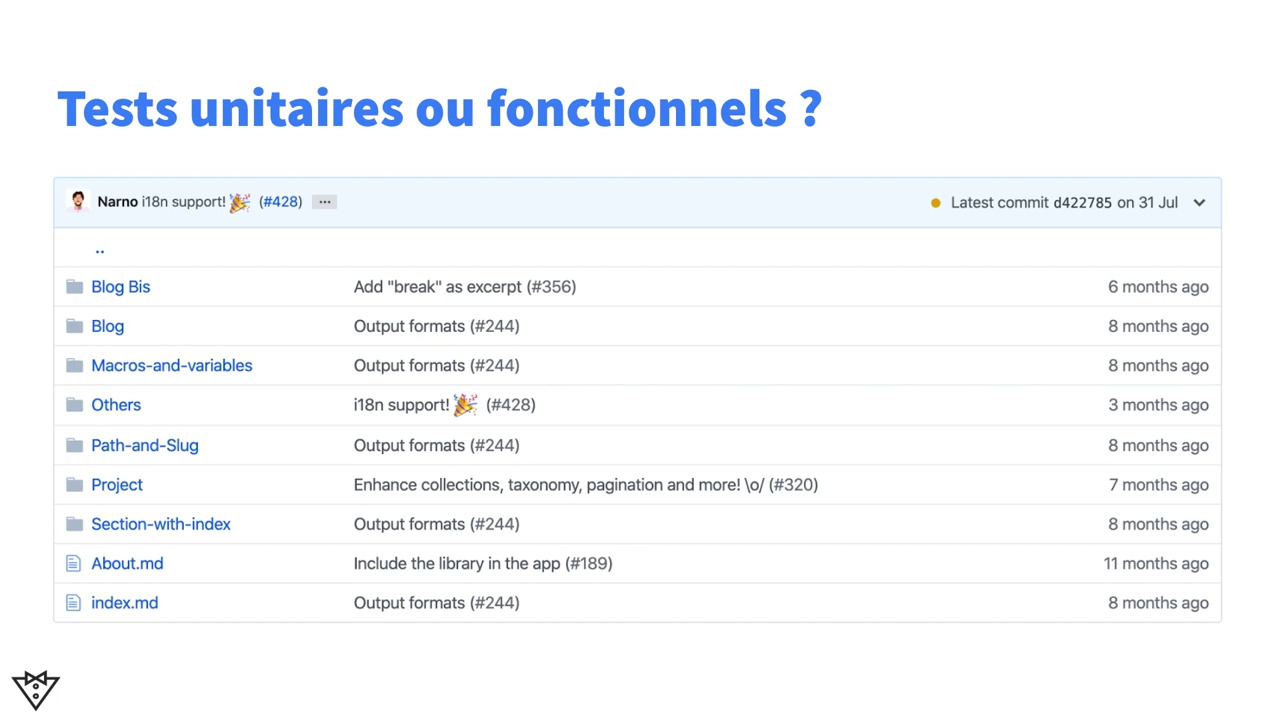 Tests unitaires ou fonctionnels ?
Narno i18n support! 🎉 (#428) ... Latest commit d422785 on 31 Jul
..
Blog Bis Add "break" as excerpt (#356) 6 months ago
Blog Output formats (#244) 8 months ago
Macros-and-variables Output formats (#244) 8 months ago
Others i18n support! 🎉 (#428) 3 months ago
Path-and-Slug Output formats (#244) 8 months ago
Project Enhance collections, taxonomy, pagination and more! \o/ (#320) 7 months ago
Section-with-index Output formats (#244) 8 months ago
About.md Include the library in the app (#189) 11 months ago
index.md Output formats (#244) 8 months ago